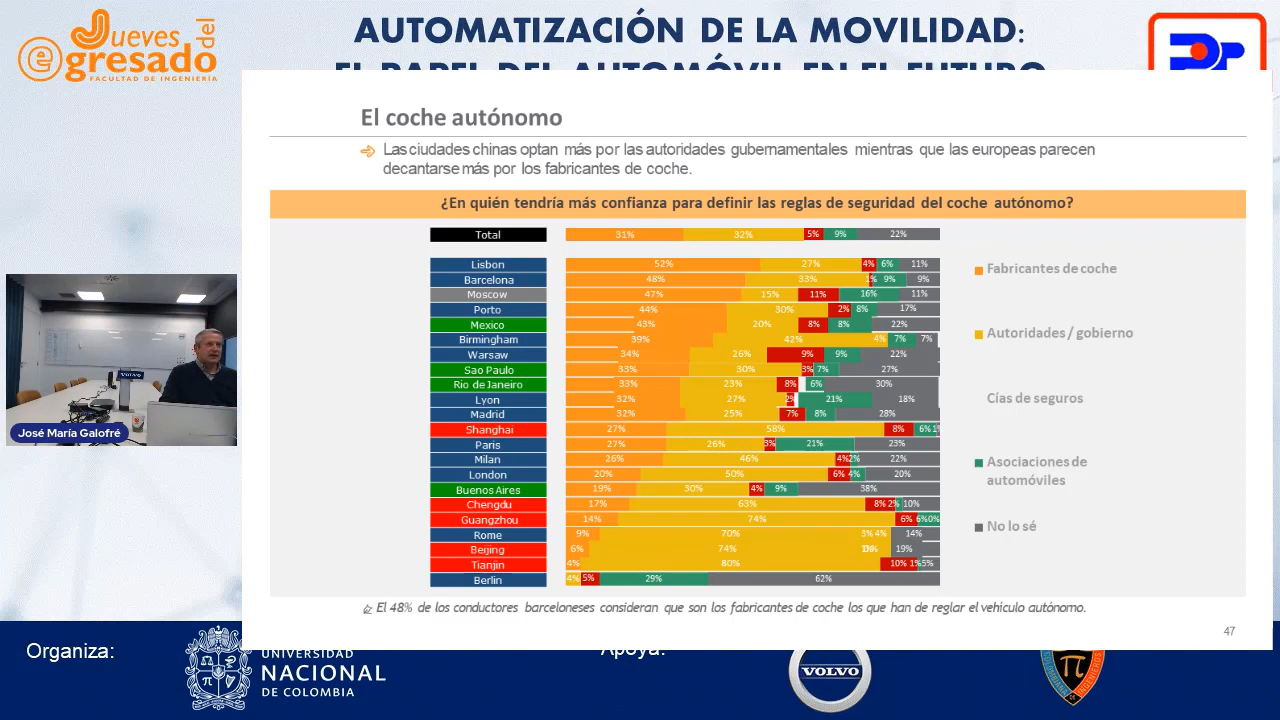 Jueves del
egresado
FACULTAD DE INGENIERÍA
AUTOMATIZACIÓN DE LA MOVILIDAD:
EL PAPEL DEL AUTOMÓVIL EN EL FUTURO
El coche autónomo
Las ciudades chinas optan más por las autoridades gubernamentales mientras que las europeas parecen
decantarse más por los fabricantes de coche.
¿En quién tendría más confianza para definir las reglas de seguridad del coche autónomo?
Total 31% 32% 5% 9% 22%
Lisbon 52% 27% 4% 6% 11%
Barcelona 48% 33% 1% 9% 9%
Moscow 47% 15% 11% 16% 11%
Porto 44% 30% 2% 8% 17%
Mexico 43% 20% 8% 8% 22%
Birmingham 39% 42% 4% 7% 7%
Warsaw 34% 26% 9% 9% 22%
Sao Paulo 33% 30% 3% 7% 27%
Rio de Janeiro 33% 23% 8% 6% 30%
Lyon 32% 27% 2% 21% 18%
Madrid 32% 25% 7% 8% 28%
Shanghai 27% 58% 8% 6% 1%
Paris 27% 26% 3% 21% 23%
Milan 26% 46% 4% 2% 22%
London 20% 50% 6% 4% 20%
Buenos Aires 19% 30% 4% 9% 38%
Chengdu 17% 63% 8% 2% 10%
Guangzhou 14% 74% 6% 6% 0%
Rome 9% 70% 3% 4% 14%
Beijing 6% 74% 19%
Tianjin 4% 80% 10% 1% 5%
Berlin 4% 5% 29% 62%
Fabricantes de coche
Autoridades / gobierno
Cías de seguros
Asociaciones de
automóviles
No lo sé
El 48% de los conductores barceloneses consideran que son los fabricantes de coche los que han de reglar el vehiculo autónomo.
47
VOLVO
José María Galofré
Organiza:
UNIVERSIDAD
NACIONAL
DE COLOMBIA
Apoya:
VOLVO